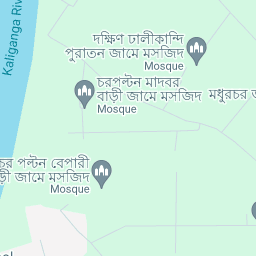 Kaliganga Riv
দক্ষিণ ঢালীকান্দি
পুরাতন জামে মসজিদ
Mosque
চরপল্টন মাদবর
বাড়ী জামে মসজিদ
Mosque
মধুরচর জ
চর পল্টন বেপারী
ড়ী জামে মসজিদ
Mosque